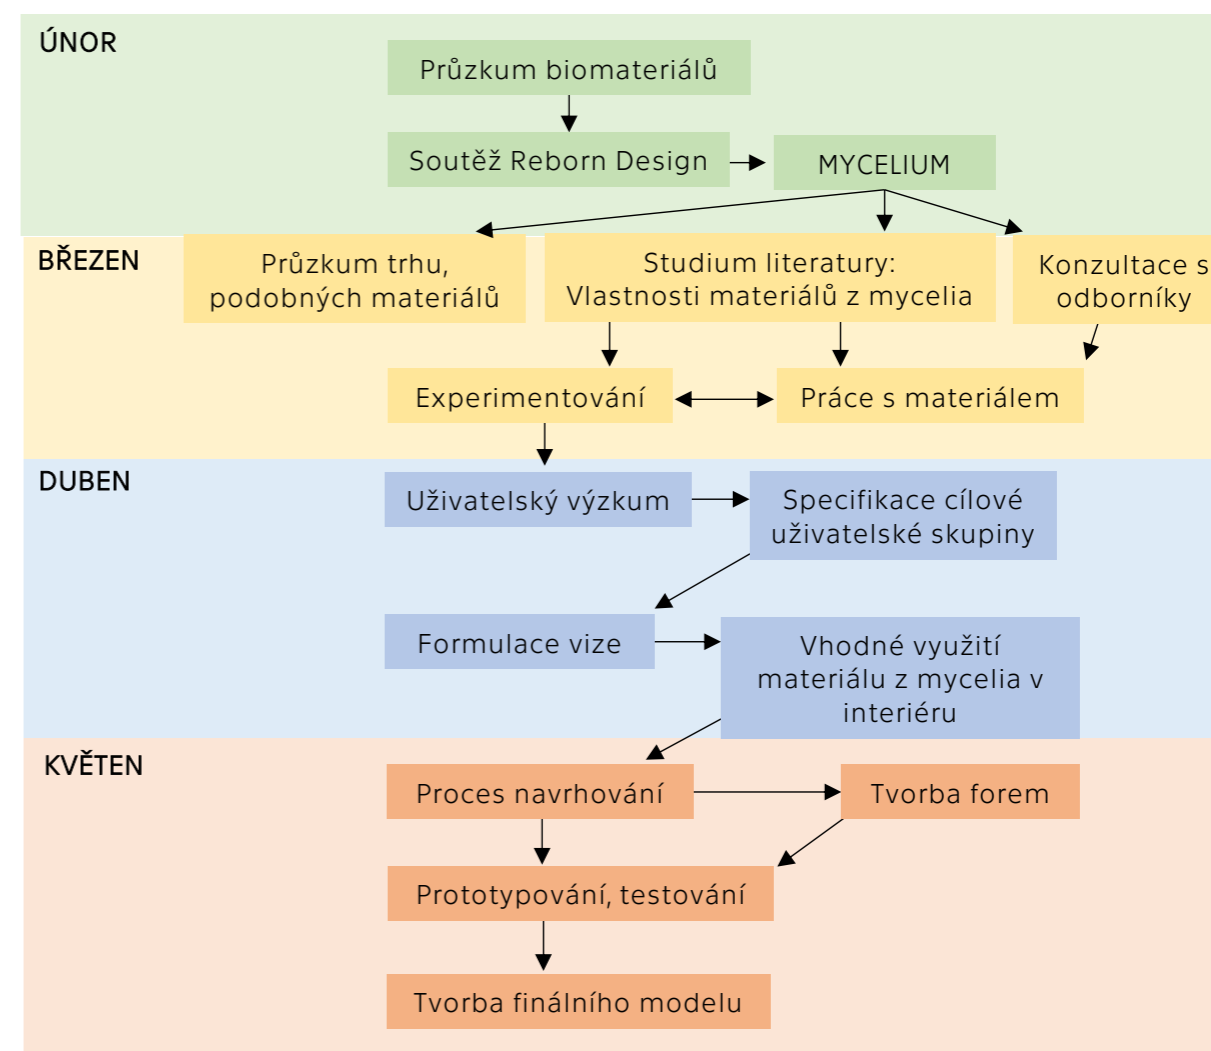 ÚNOR
Průzkum biomateriálů
Soutěž Reborn Design
MYCELIUM
BŘEZEN
Průzkum trhu,
podobných materiálů
Studium literatury:
Vlastnosti materiálů z mycelia
Konzultace s
odborníky
Experimentování
Práce s materiálem
DUBEN
Uživatelský výzkum
Specifikace cílové
uživatelské skupiny
Formulace vize
Vhodné využití
materiálu z mycelia v
interiéru
KVĚTEN
Proces navrhování
Tvorba forem
Prototypování, testování
Tvorba finálního modelu